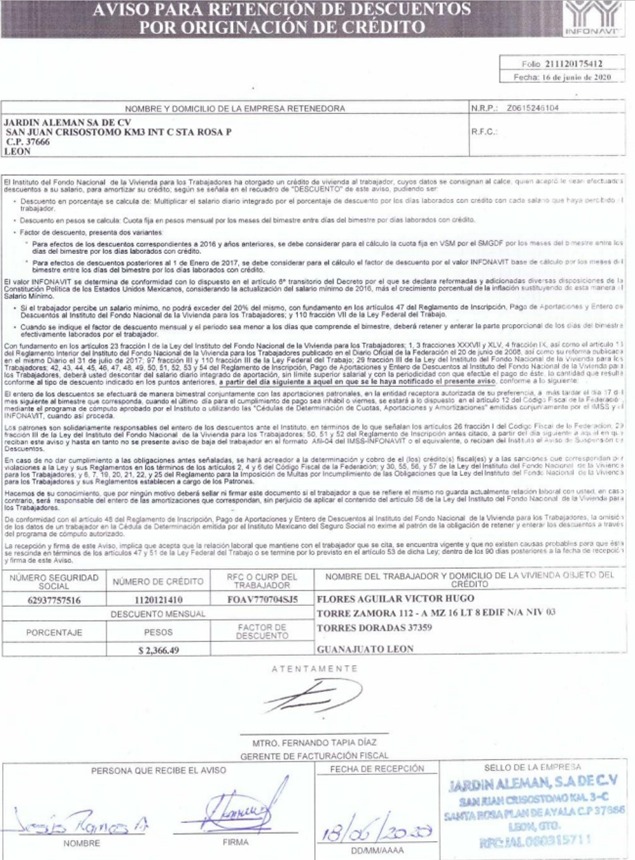 AVISO PARA RETENCIÓN DE DESCUENTOS
POR ORIGINACIÓN DE CRÉDITO
INFONAVIT
Folio 211120175412
Fecha: 16 de junio de 2020
NOMBRE Y DOMICILIO DE LA EMPRESA RETENEDORA
N.R.P.: Z0615246104
JARDIN ALEMAN SA DE CV
SAN JUAN CRISOSTOMO KM3 INT C STA ROSA P
C.P. 37666
LEON
R.F.C.:
El Instituto del Fondo Nacional de la Vivienda para los Trabajadores ha otorgado un crédito de vivienda al trabajador, cuyos datos se consignan al calce, quien aceptó le sean efectuados
descuentos a su salario, para amortizar su crédito; según se señala en el recuadro de "DESCUENTO" de este aviso, pudiendo ser
• Descuento en porcentaje se calcula de: Multiplicar el salario diario integrado por el porcentaje de descuento por los días laborados con crédito con cada salario que haya percibido el
trabajador.
• Descuento en pesos se calcula: Cuota fija en pesos mensual por los meses del bimestre entre días del bimestre por días laborados con crédito.
• Factor de descuento, presenta dos variantes:
* Para efectos de los descuentos correspondientes a 2016 y años anteriores, se debe considerar para el cálculo la cuota fija en VSM por el SMGDF por los meses del bimestre entre los
días del bimestre por los días laborados con crédito.
* Para efectos de descuentos posteriores al 1 de Enero de 2017, se debe considerar para el cálculo el factor de descuento por el valor INFONAVIT base de cálculo por los meses del
bimestre entre los días del bimestre por los días laborados con crédito.
El valor INFONAVIT se determina de conformidad con lo dispuesto en el artículo 6° transitorio del Decreto por el que se declara reformadas y adicionadas diversas disposiciones de la
Constitución Política de los Estados Unidos Mexicanos, considerando la actualización del salario mínimo de 2016, más el crecimiento porcentual de la inflación sustituyendo de esta manera el
Salario Mínimo.
• Si el trabajador percibe un salario mínimo, no podrá exceder del 20% del mismo, con fundamento en los artículos 47 del Reglamento de Inscripción, Pago de Aportaciones y Entero de
Descuentos al Instituto del Fondo Nacional de la Vivienda para los Trabajadores; y 110 fracción VII de la Ley Federal del Trabajo.
• Cuando se indique el factor de descuento mensual y el periodo sea menor a los días que comprende el bimestre, deberá retener y enterar la parte proporcional de los días del bimestre
efectivamente laborados por el trabajador.
Con fundamento en los artículos 23 fracción I de la Ley del Instituto del Fondo Nacional de la Vivienda para los Trabajadores; 1, 3 fracciones XXXVII y XLV, 4 fracción IX, así como el artículo
del Reglamento Interior del Instituto del Fondo Nacional de la Vivienda para los Trabajadores publicado en el Diario Oficial de la Federación el 20 de junio de 2008, así como su reforma publicada
en el mismo Diario el 31 de julio de 2017; 97 fracción III y 110 fracción III de la Ley Federal del Trabajo; 29 fracción III de la Ley del Instituto del Fondo Nacional de la Vivienda para los
Trabajadores; 42, 43, 44, 45, 46, 47, 48, 49, 50, 51, 52, 53 y 54 del Reglamento de Inscripción, Pago de Aportaciones y Entero de Descuentos al Instituto del Fondo Nacional de la Vivienda para
los Trabajadores, deberá usted descontar del salario diario integrado de aportación, sin límite superior salarial y con la periodicidad con que efectúe el pago de éste, la cantidad que resulte
conforme al tipo de descuento indicado en los puntos anteriores, a partir del día siguiente a aquel en que se le haya notificado el presente aviso, conforme a lo siguiente:
El entero de los descuentos se efectuará de manera bimestral conjuntamente con las aportaciones patronales, en la entidad receptora autorizada de su preferencia, a más tardar el día 17 del
mes siguiente al bimestre que corresponda, cuando el último día para el cumplimiento de pago sea inhábil o viernes, se estará a lo dispuesto en el artículo 12 del Código Fiscal de la Federación,
mediante el programa de cómputo aprobado por el Instituto o utilizando las "Cédulas de Determinación de Cuotas, Aportaciones y Amortizaciones" emitidas conjuntamente por el IMSS y el
INFONAVIT, cuando así proceda.
Los patrones son solidariamente responsables del entero de los descuentos ante el Instituto, en términos de lo que señalan los artículos 26 fracción I del Código Fiscal de la Federación; 29
fracción III de la Ley del Instituto del Fondo Nacional de la Vivienda para los Trabajadores; 50, 51 y 52 del Reglamento de Inscripción antes citado, a partir del día siguiente a aquel en que
reciban este aviso y hasta en tanto no se presente aviso de baja del trabajador en el formato Afil-04 del IMSS-INFONAVIT o el equivalente, o reciban del Instituto el Aviso de Suspensión de
Descuentos.
En caso de no dar cumplimiento a las obligaciones antes señaladas, se hará acreedor a la determinación y cobro de el (los) crédito(s) fiscal(es) y a las sanciones que correspondan por
violaciones a la Ley y sus Reglamentos en los términos de los artículos 2, 4 y 6 del Código Fiscal de la Federación; y 30, 55, 56, y 57 de la Ley del Instituto del Fondo Nacional de la Vivienda
para los Trabajadores; y 6, 7, 19, 20, 21, 22, y 25 del Reglamento para la Imposición de Multas por Incumplimiento de las Obligaciones que la Ley del Instituto del Fondo Nacional de la Vivienda
para los Trabajadores y sus Reglamentos establecen a cargo de los Patrones.
Hacemos de su conocimiento, que por ningún motivo deberá sellar ni firmar este documento si el trabajador a que se refiere el mismo no guarda actualmente relación laboral con usted, en caso
contrario, será responsable del entero de las amortizaciones que correspondan, sin perjuicio de aplicar el contenido del artículo 58 de la Ley del Instituto del Fondo Nacional de la Vivienda para
los Trabajadores.
De conformidad con el artículo 48 del Reglamento de Inscripción, Pago de Aportaciones y Entero de Descuentos al Instituto del Fondo Nacional de la Vivienda para los Trabajadores, la omisión
de los datos de un trabajador en la Cédula de Determinación emitida por el Instituto Mexicano del Seguro Social no exime al patrón de la obligación de retener y enterar los descuentos a través
del programa de cómputo autorizado.
La recepción y firma de este Aviso, implica que acepta que la relación laboral que mantiene con el trabajador que se cita, se encuentra vigente y que no existen causas probables para que ésta
se rescinda en términos de los artículos 47 y 51 de la Ley Federal del Trabajo o se termine por lo previsto en el artículo 53 de dicha Ley; dentro de los 90 días posteriores a la fecha de recepción
y firma de este Aviso.
NÚMERO SEGURIDAD SOCIAL
NÚMERO DE CRÉDITO
RFC O CURP DEL TRABAJADOR
NOMBRE DEL TRABAJADOR Y DOMICILIO DE LA VIVIENDA OBJETO DEL CRÉDITO
62937757516
1120121410
FOAV770704SJ5
FLORES AGUILAR VICTOR HUGO
TORRE ZAMORA 112 - A MZ 16 LT 8 EDIF N/A NIV 03
TORRES DORADAS 37359
GUANAJUATO LEON
DESCUENTO MENSUAL
PORCENTAJE
PESOS
FACTOR DE DESCUENTO
$ 2,366.49
ATENTAMENTE
MTRO. FERNANDO TAPIA DÍAZ
GERENTE DE FACTURACIÓN FISCAL
PERSONA QUE RECIBE EL AVISO
FECHA DE RECEPCIÓN
SELLO DE LA EMPRESA
Jesús Ramos A
NOMBRE
FIRMA
18/06/2020
DD/MM/AAAA
JARDIN ALEMAN, S.A DE C.V
SAN JUAN CRISOSTOMO KM. 3-C
SANTA ROSA PLAN DE AYALA C.P 37666
LEON, GTO.
RFC: JAL060315711